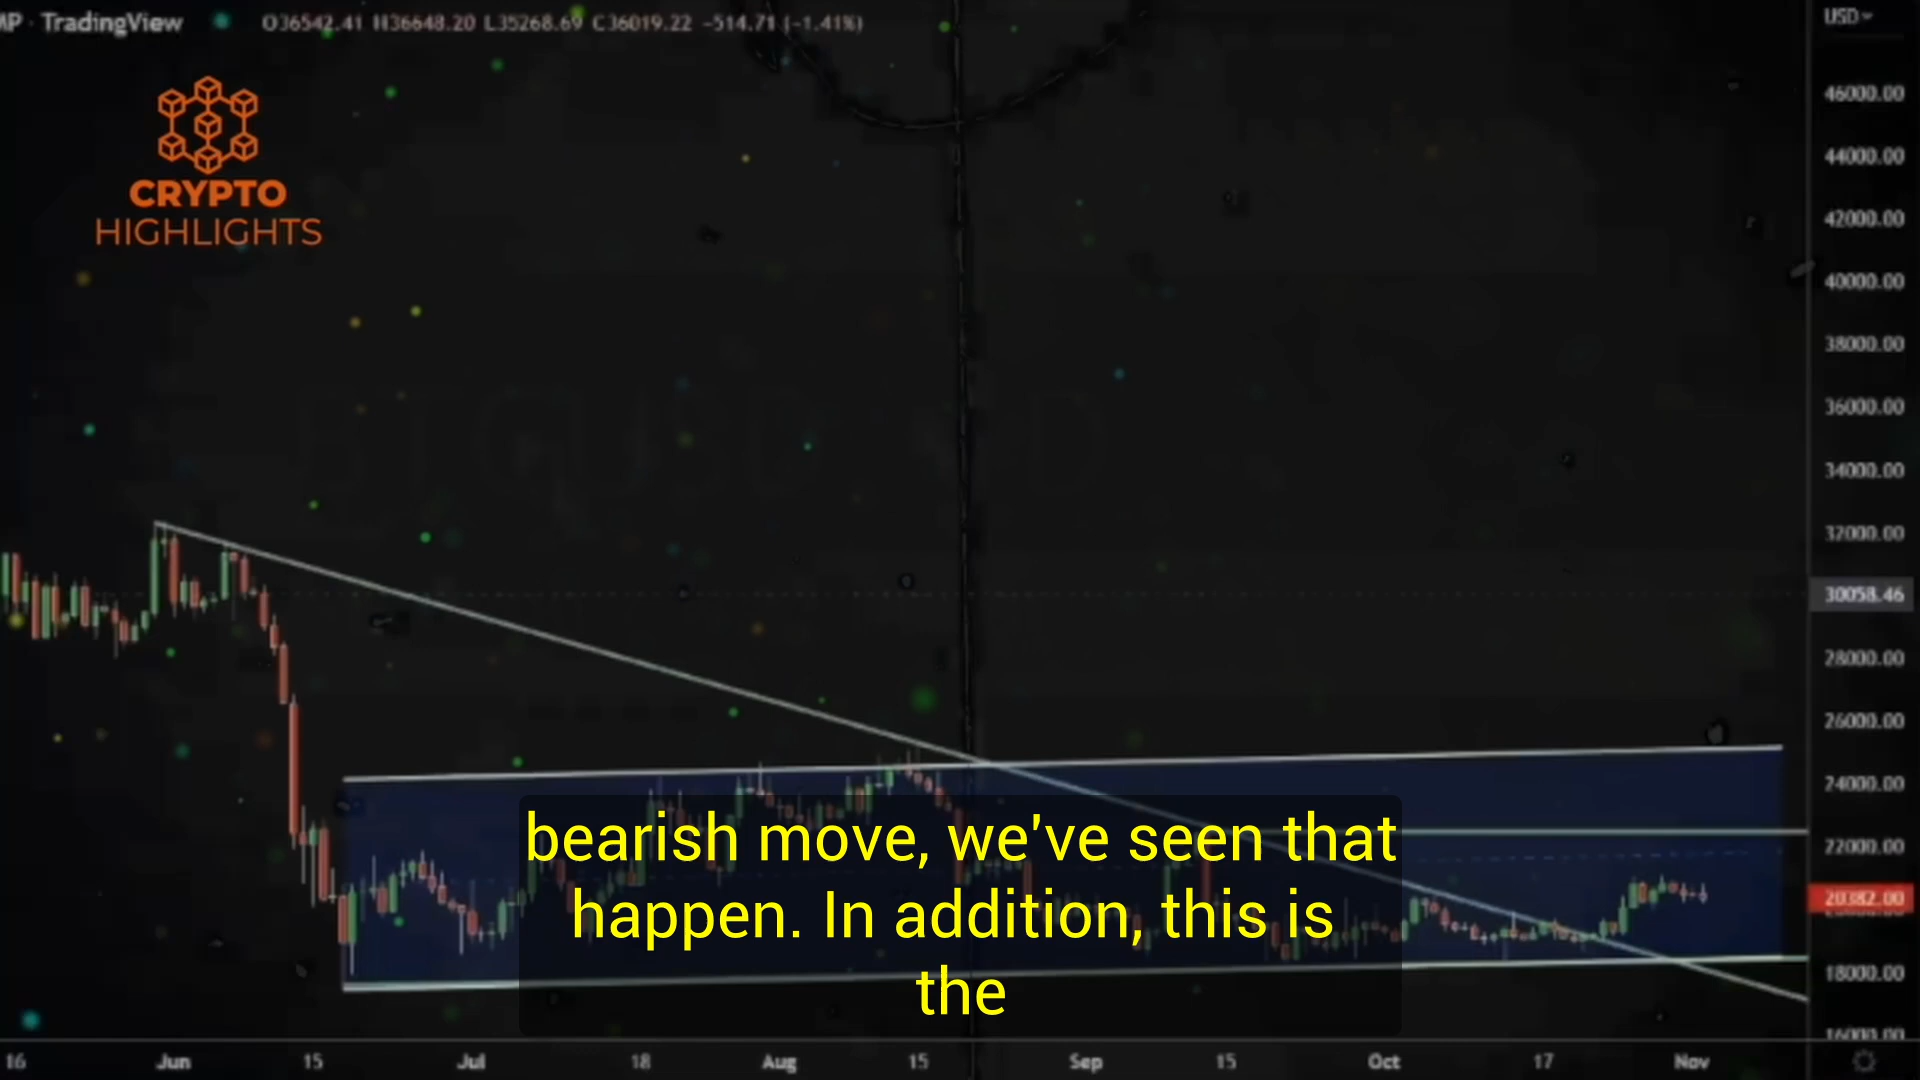 MP · TradingView O36542.41 H36648.20 L35268.69 C36019.22 −514.71 (−1.41%)
USD
CRYPTO
HIGHLIGHTS
46000.00
44000.00
42000.00
40000.00
38000.00
36000.00
34000.00
32000.00
30058.46
28000.00
26000.00
24000.00
22000.00
20382.00
18000.00
16000.00
bearish move, we've seen that
happen. In addition, this is
the
16 Jun 15 Jul 18 Aug 15 Sep 15 Oct 17 Nov